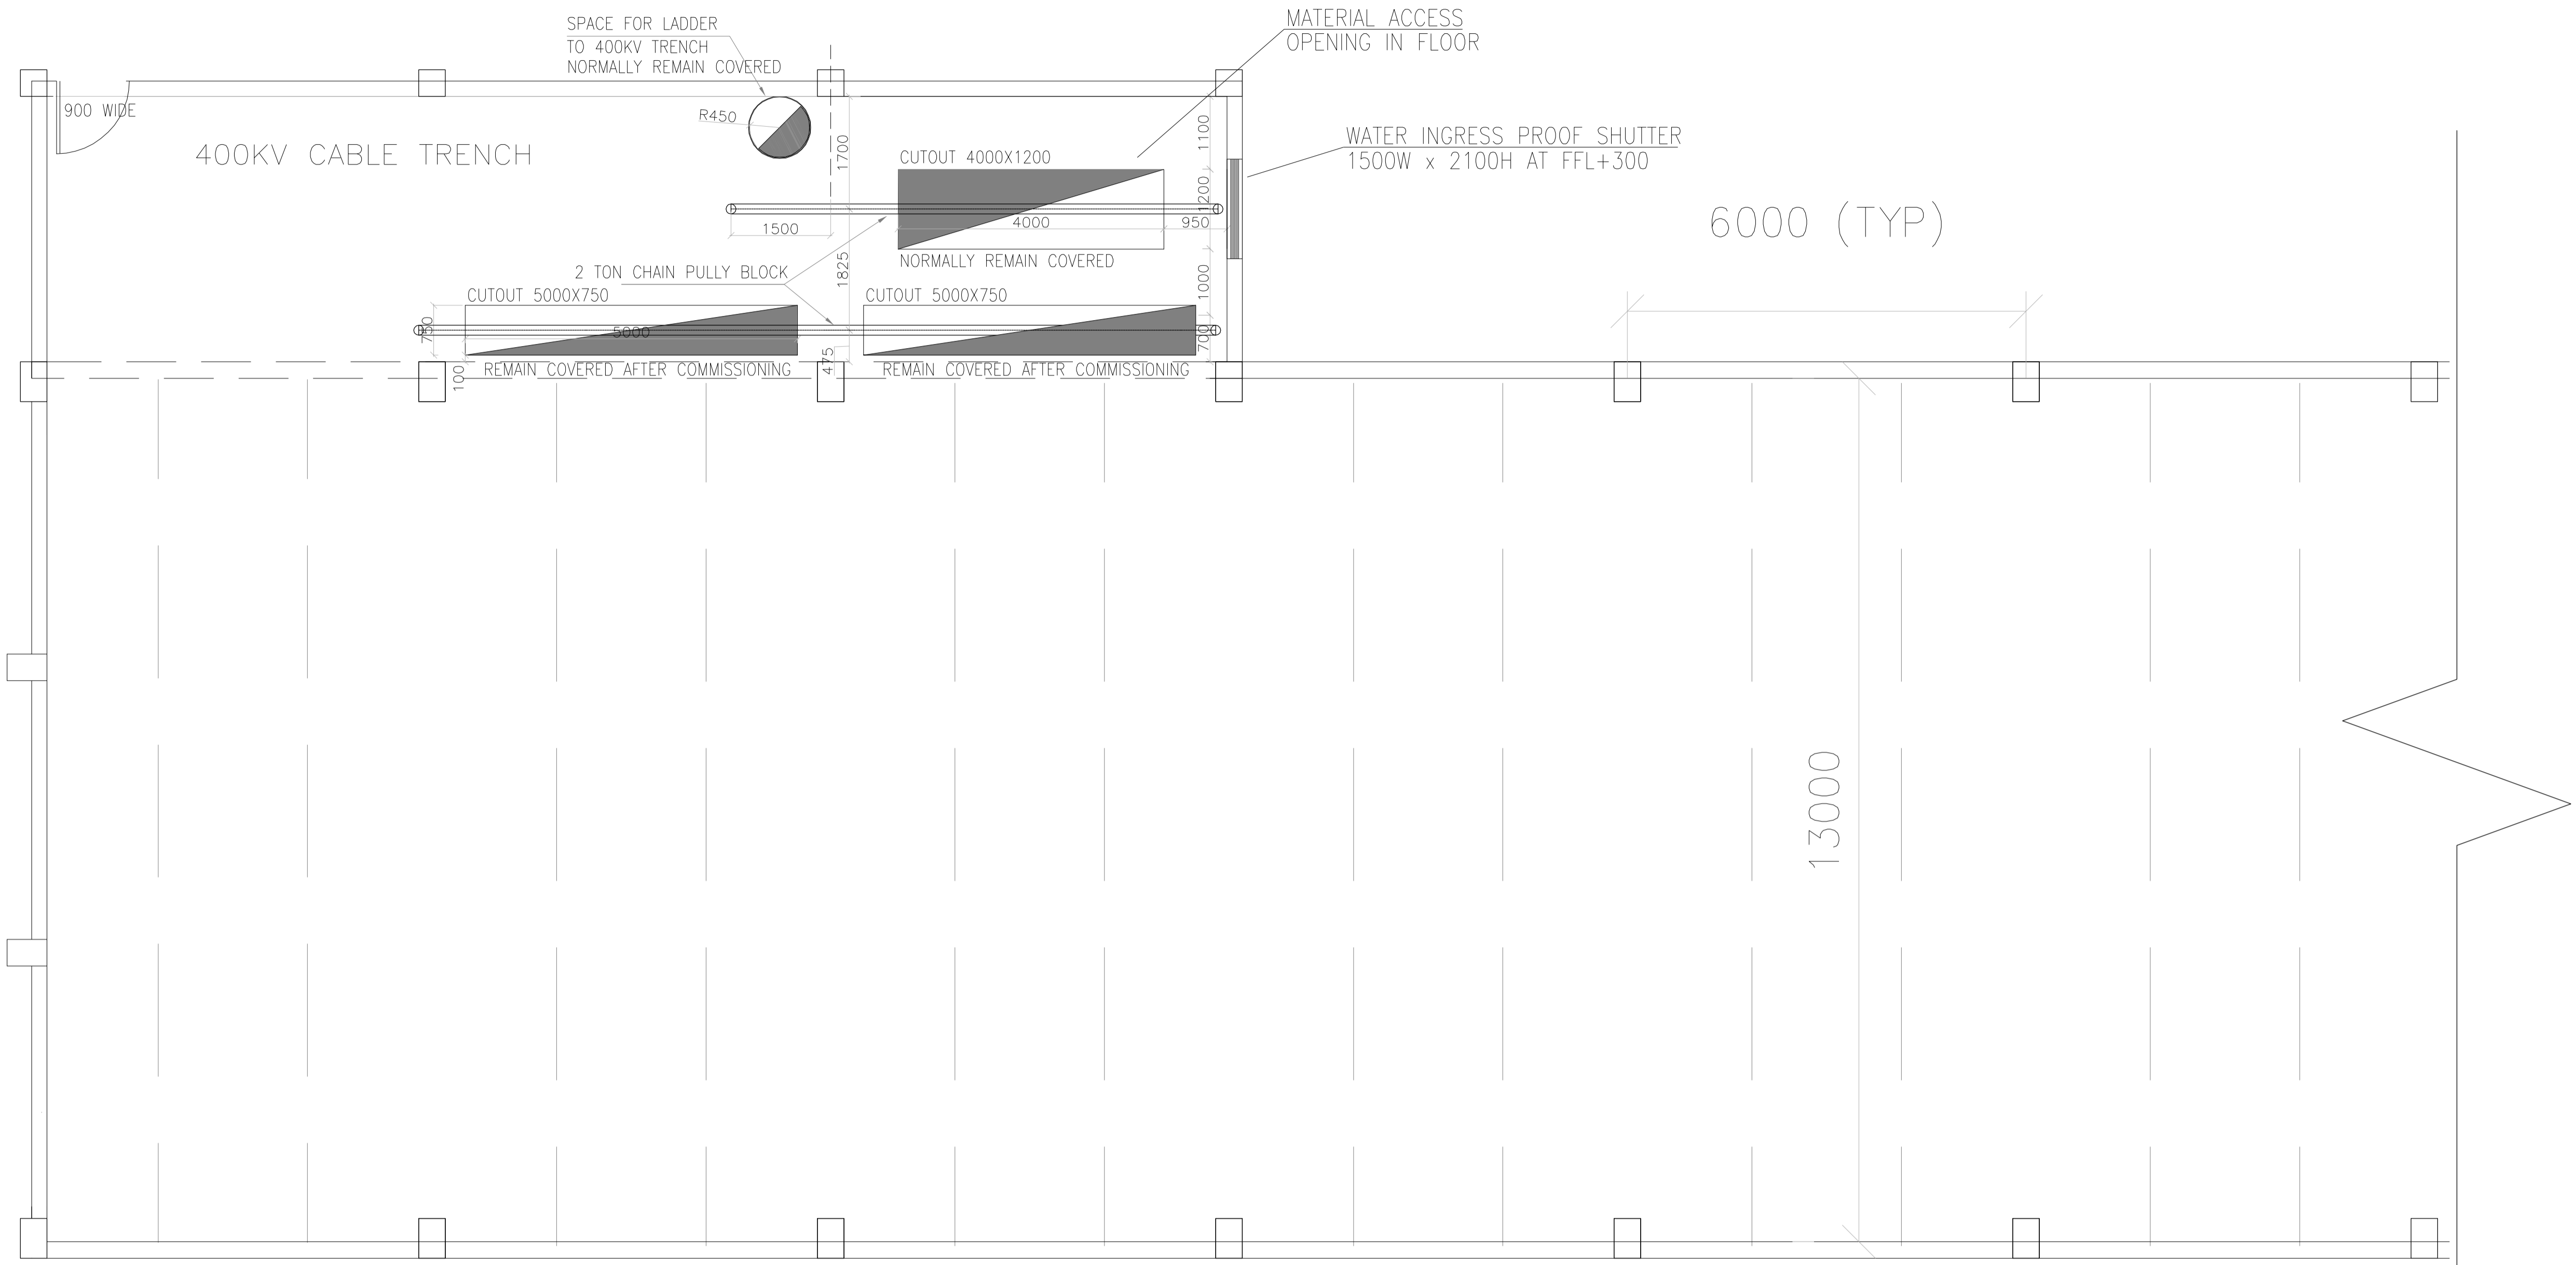 SPACE FOR LADDER
TO 400KV TRENCH
NORMALLY REMAIN COVERED
MATERIAL ACCESS
OPENING IN FLOOR
900 WIDE
R450
400KV CABLE TRENCH
1700
1100
CUTOUT 4000X1200
WATER INGRESS PROOF SHUTTER
1500W x 2100H AT FFL+300
1200
4000
950
1500
6000 (TYP)
NORMALLY REMAIN COVERED
2 TON CHAIN PULLY BLOCK
1825
1000
CUTOUT 5000X750
CUTOUT 5000X750
750
5000
700
475
100
REMAIN COVERED AFTER COMMISSIONING
REMAIN COVERED AFTER COMMISSIONING
13000